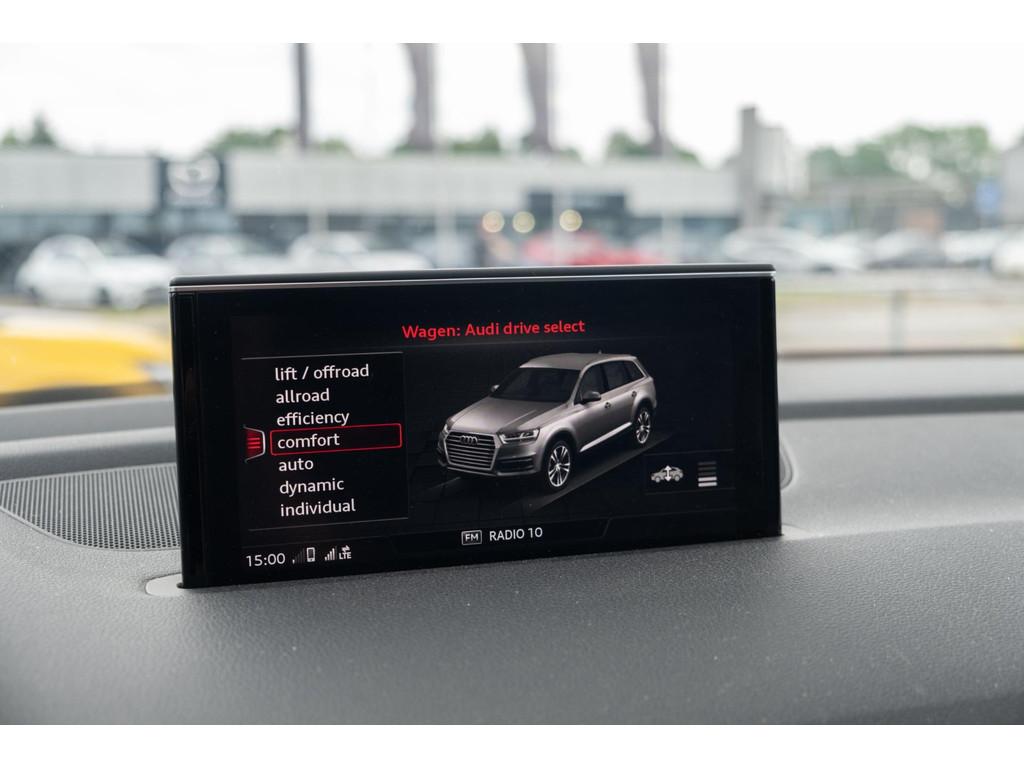 Wagen: Audi drive select
lift / offroad
allroad
efficiency
comfort
auto
dynamic
individual
FM RADIO 10
15:00 LTE